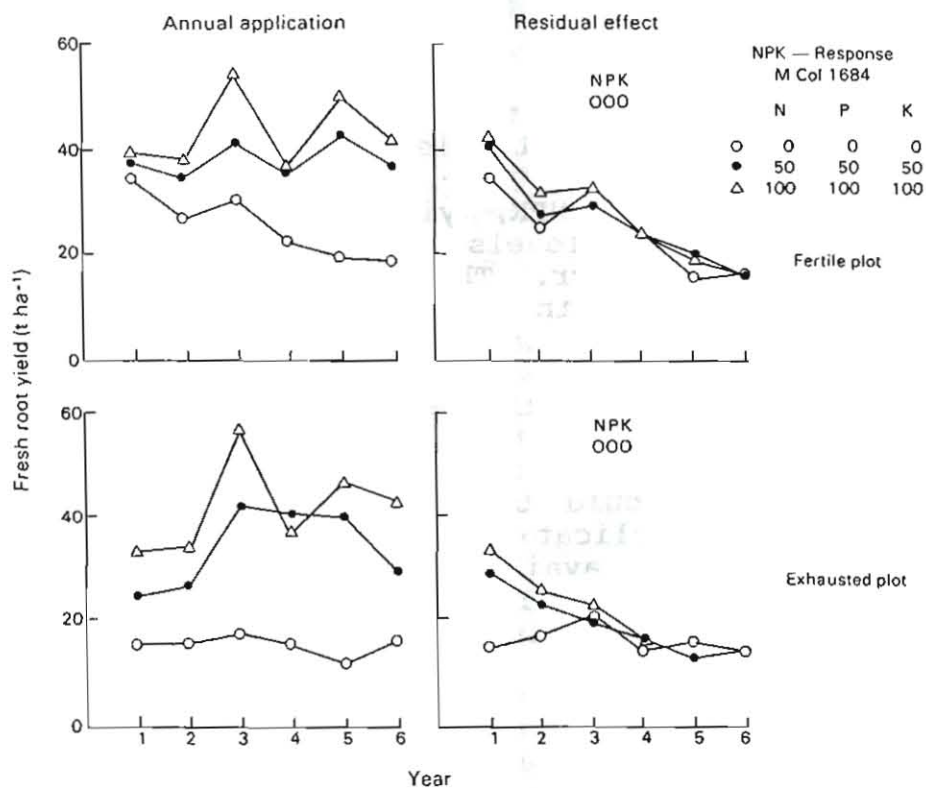 Annual application
Residual effect
NPK — Response
M Col 1684
N P K
0 0 0
50 50 50
100 100 100
NPK
000
Fertile plot
60
40
20
0
Fresh root yield (t ha⁻¹)
NPK
000
Exhausted plot
60
40
20
0
1 2 3 4 5 6
1 2 3 4 5 6
Year